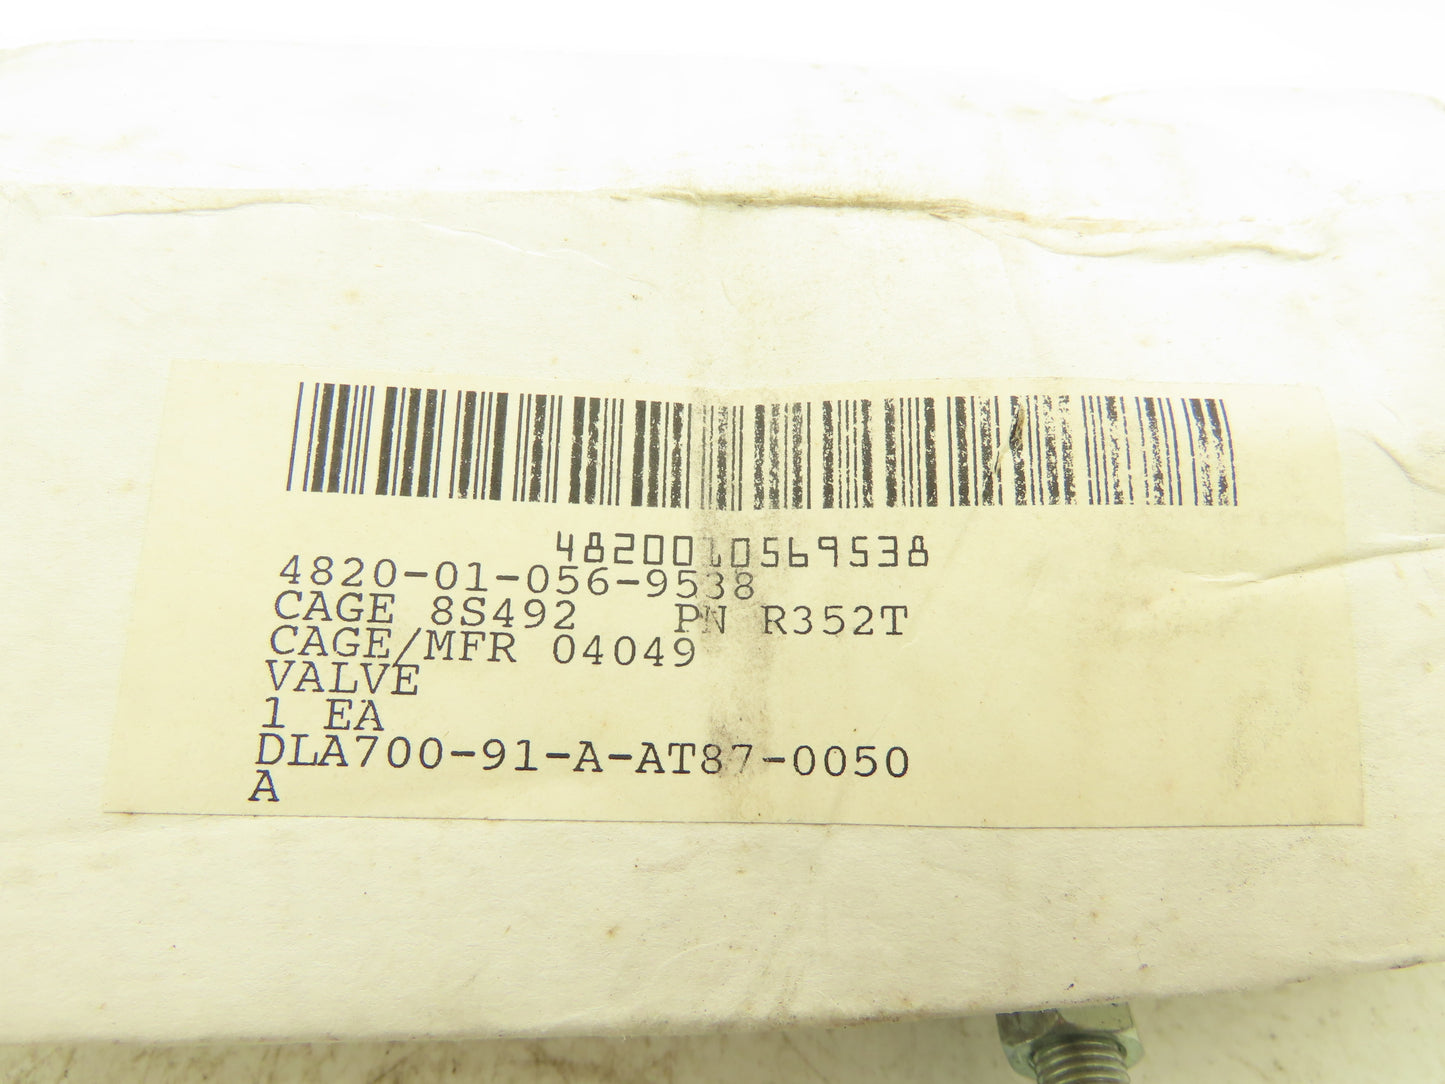 4820010569538
4820-01-056-9538
CAGE 8S492 PN R352T
CAGE/MFR 04049
VALVE
1 EA
DLA700-91-A-AT87-0050
A